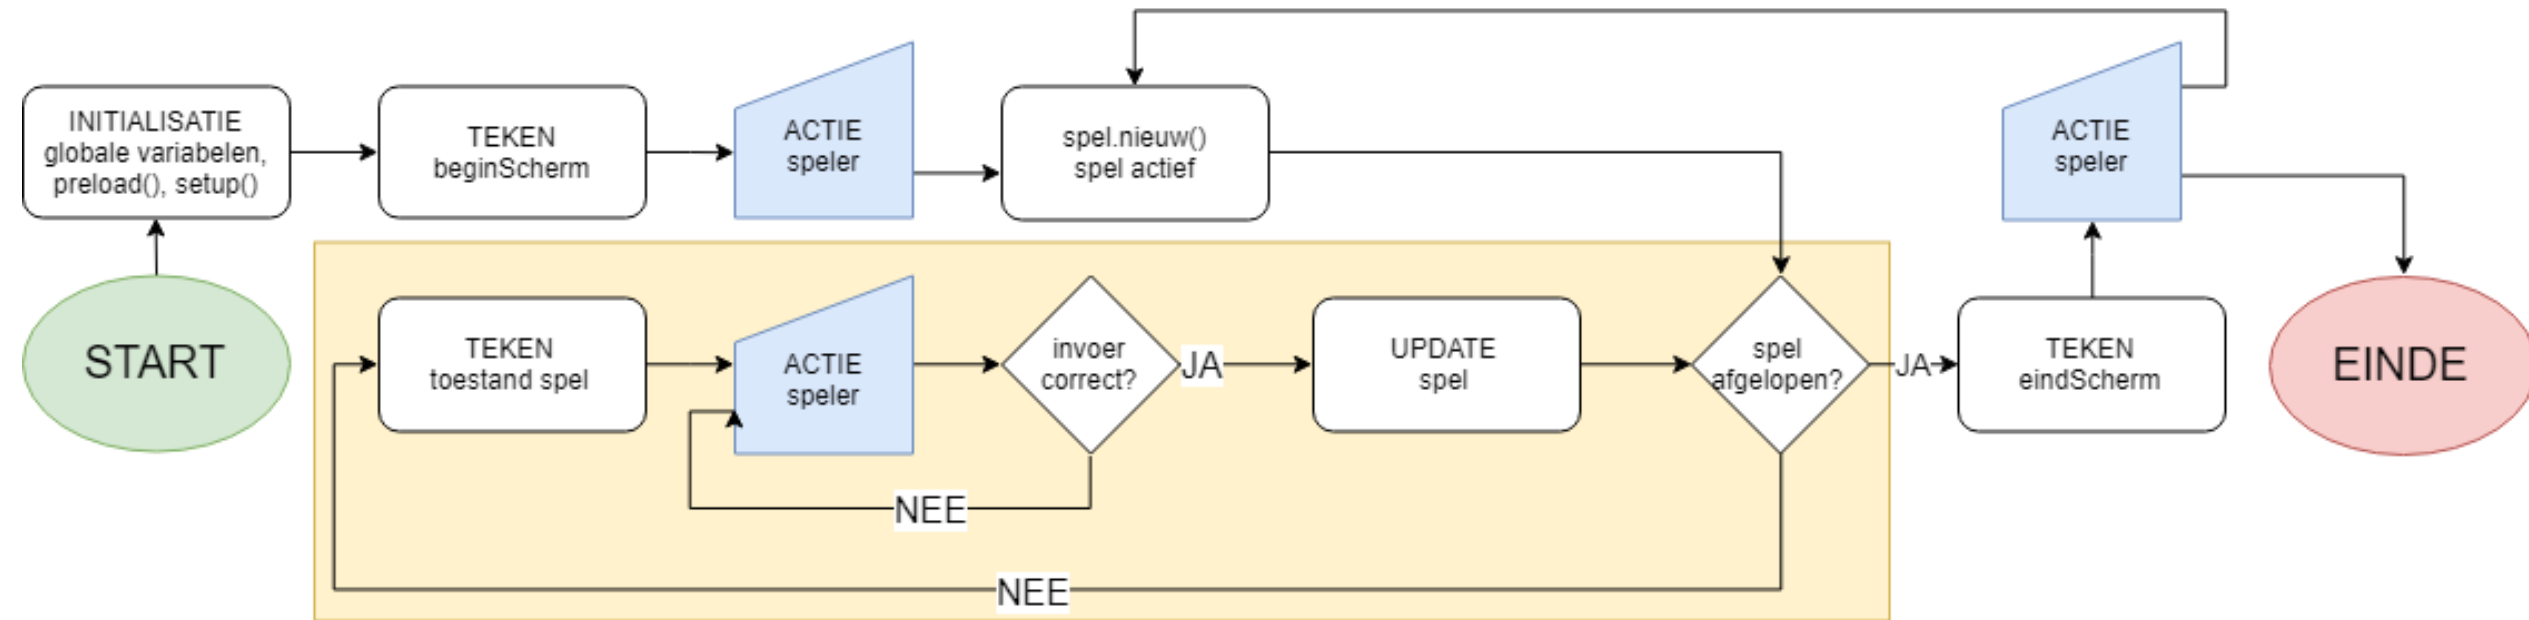 INITIALISATIE
globale variabelen,
preload(), setup()
TEKEN
beginScherm
ACTIE
speler
spel.nieuw()
spel actief
ACTIE
speler
START
TEKEN
toestand spel
ACTIE
speler
invoer
correct?
JA
UPDATE
spel
spel
afgelopen?
JA
TEKEN
eindScherm
EINDE
NEE
NEE